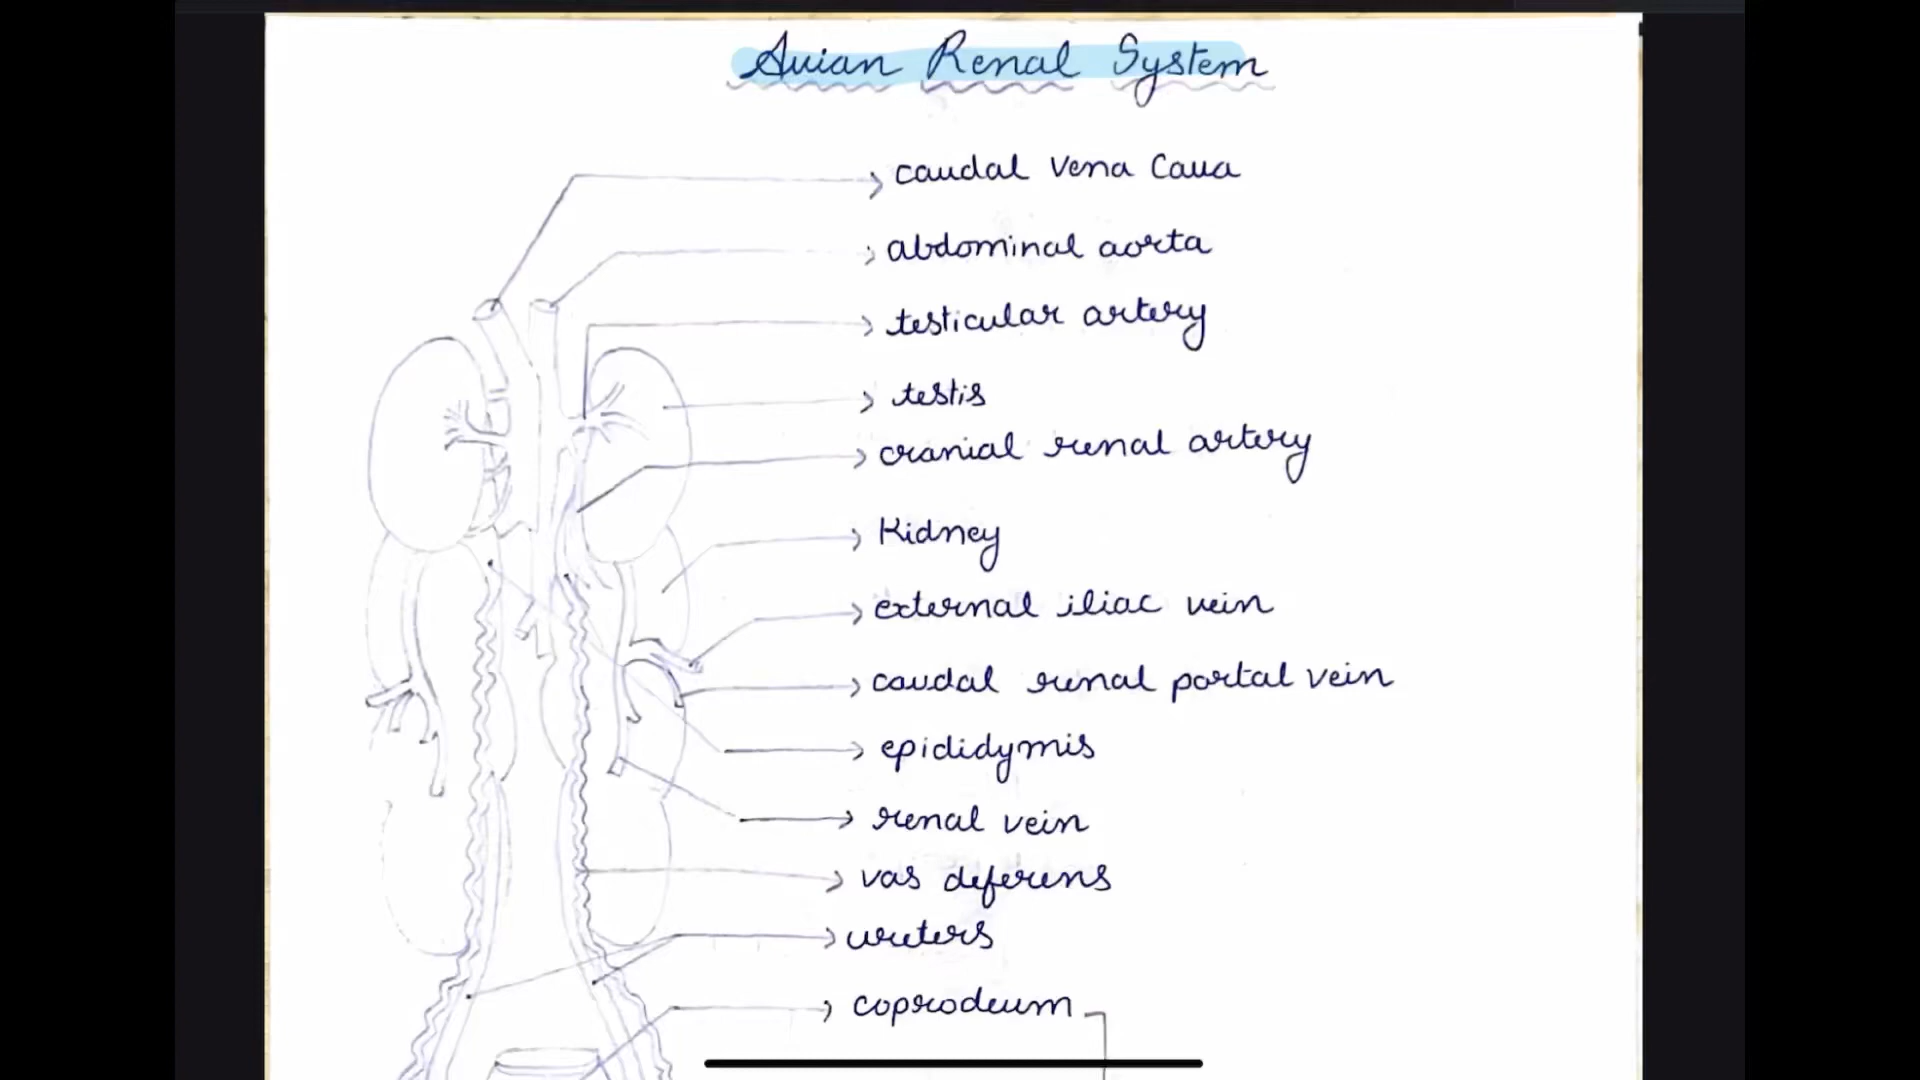 Avian Renal System
caudal vena cava
abdominal aorta
testicular artery
testis
cranial renal artery
Kidney
external iliac vein
caudal renal portal vein
epididymis
renal vein
vas deferens
ureters
coprodeum